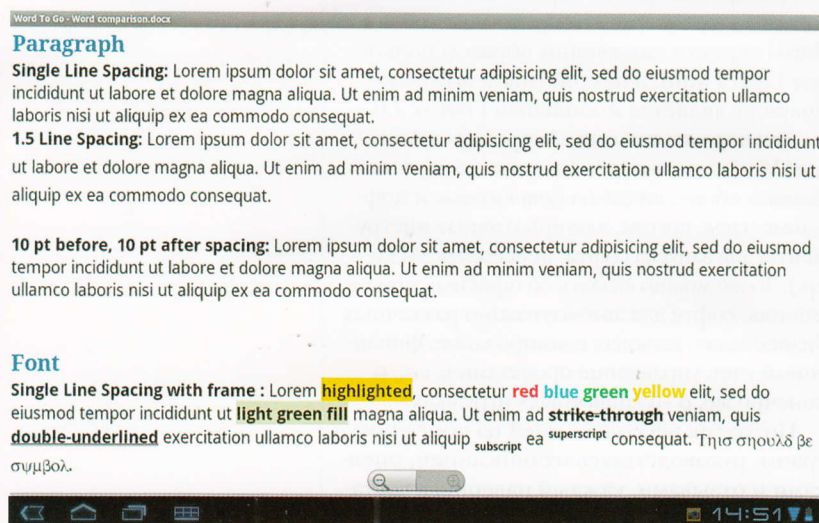 Word To Go - Word comparison.docx
Paragraph
Single Line Spacing: Lorem ipsum dolor sit amet, consectetur adipisicing elit, sed do eiusmod tempor
incididunt ut labore et dolore magna aliqua. Ut enim ad minim veniam, quis nostrud exercitation ullamco
laboris nisi ut aliquip ex ea commodo consequat.
1.5 Line Spacing: Lorem ipsum dolor sit amet, consectetur adipisicing elit, sed do eiusmod tempor incididunt
ut labore et dolore magna aliqua. Ut enim ad minim veniam, quis nostrud exercitation ullamco laboris nisi ut
aliquip ex ea commodo consequat.
10 pt before, 10 pt after spacing: Lorem ipsum dolor sit amet, consectetur adipisicing elit, sed do eiusmod
tempor incididunt ut labore et dolore magna aliqua. Ut enim ad minim veniam, quis nostrud exercitation
ullamco laboris nisi ut aliquip ex ea commodo consequat.
Font
Single Line Spacing with frame : Lorem highlighted, consectetur red blue green yellow elit, sed do
eiusmod tempor incididunt ut light green fill magna aliqua. Ut enim ad strike-through veniam, quis
double-underlined exercitation ullamco laboris nisi ut aliquip subscript ea superscript consequat. Τηισ σηουλδ βε
σψμβολ.
14:51